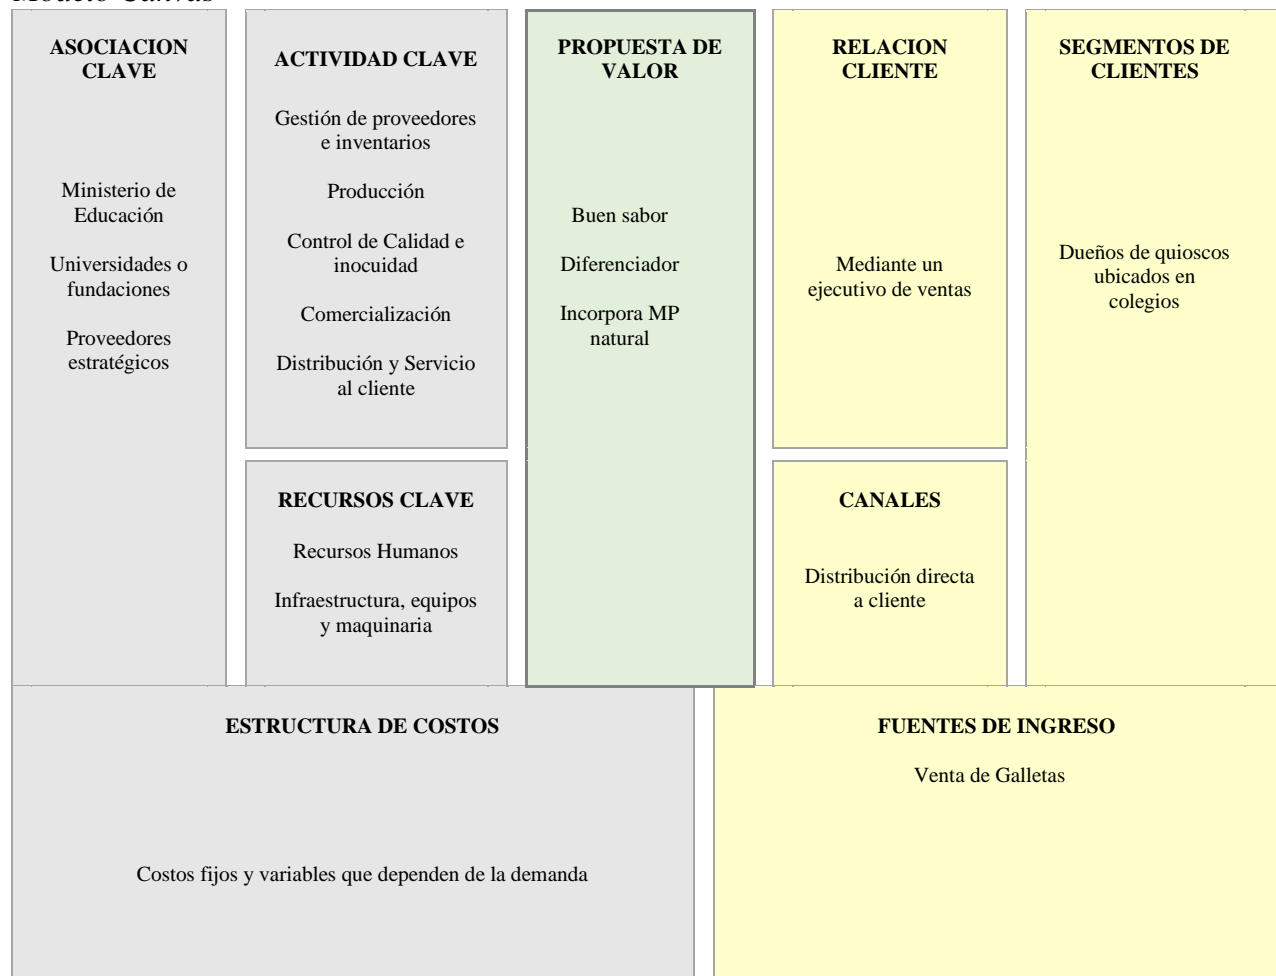 Modelo Canvas
ASOCIACION
CLAVE
Ministerio de
Educación
Universidades o
fundaciones
Proveedores
estratégicos
ACTIVIDAD CLAVE
Gestión de proveedores
e inventarios
Producción
Control de Calidad e
inocuidad
Comercialización
Distribución y Servicio
al cliente
RECURSOS CLAVE
Recursos Humanos
Infraestructura, equipos
y maquinaria
PROPUESTA DE
VALOR
Buen sabor
Diferenciador
Incorpora MP
natural
RELACION
CLIENTE
Mediante un
ejecutivo de ventas
CANALES
Distribución directa
a cliente
SEGMENTOS DE
CLIENTES
Dueños de quioscos
ubicados en
colegios
ESTRUCTURA DE COSTOS
Costos fijos y variables que dependen de la demanda
FUENTES DE INGRESO
Venta de Galletas